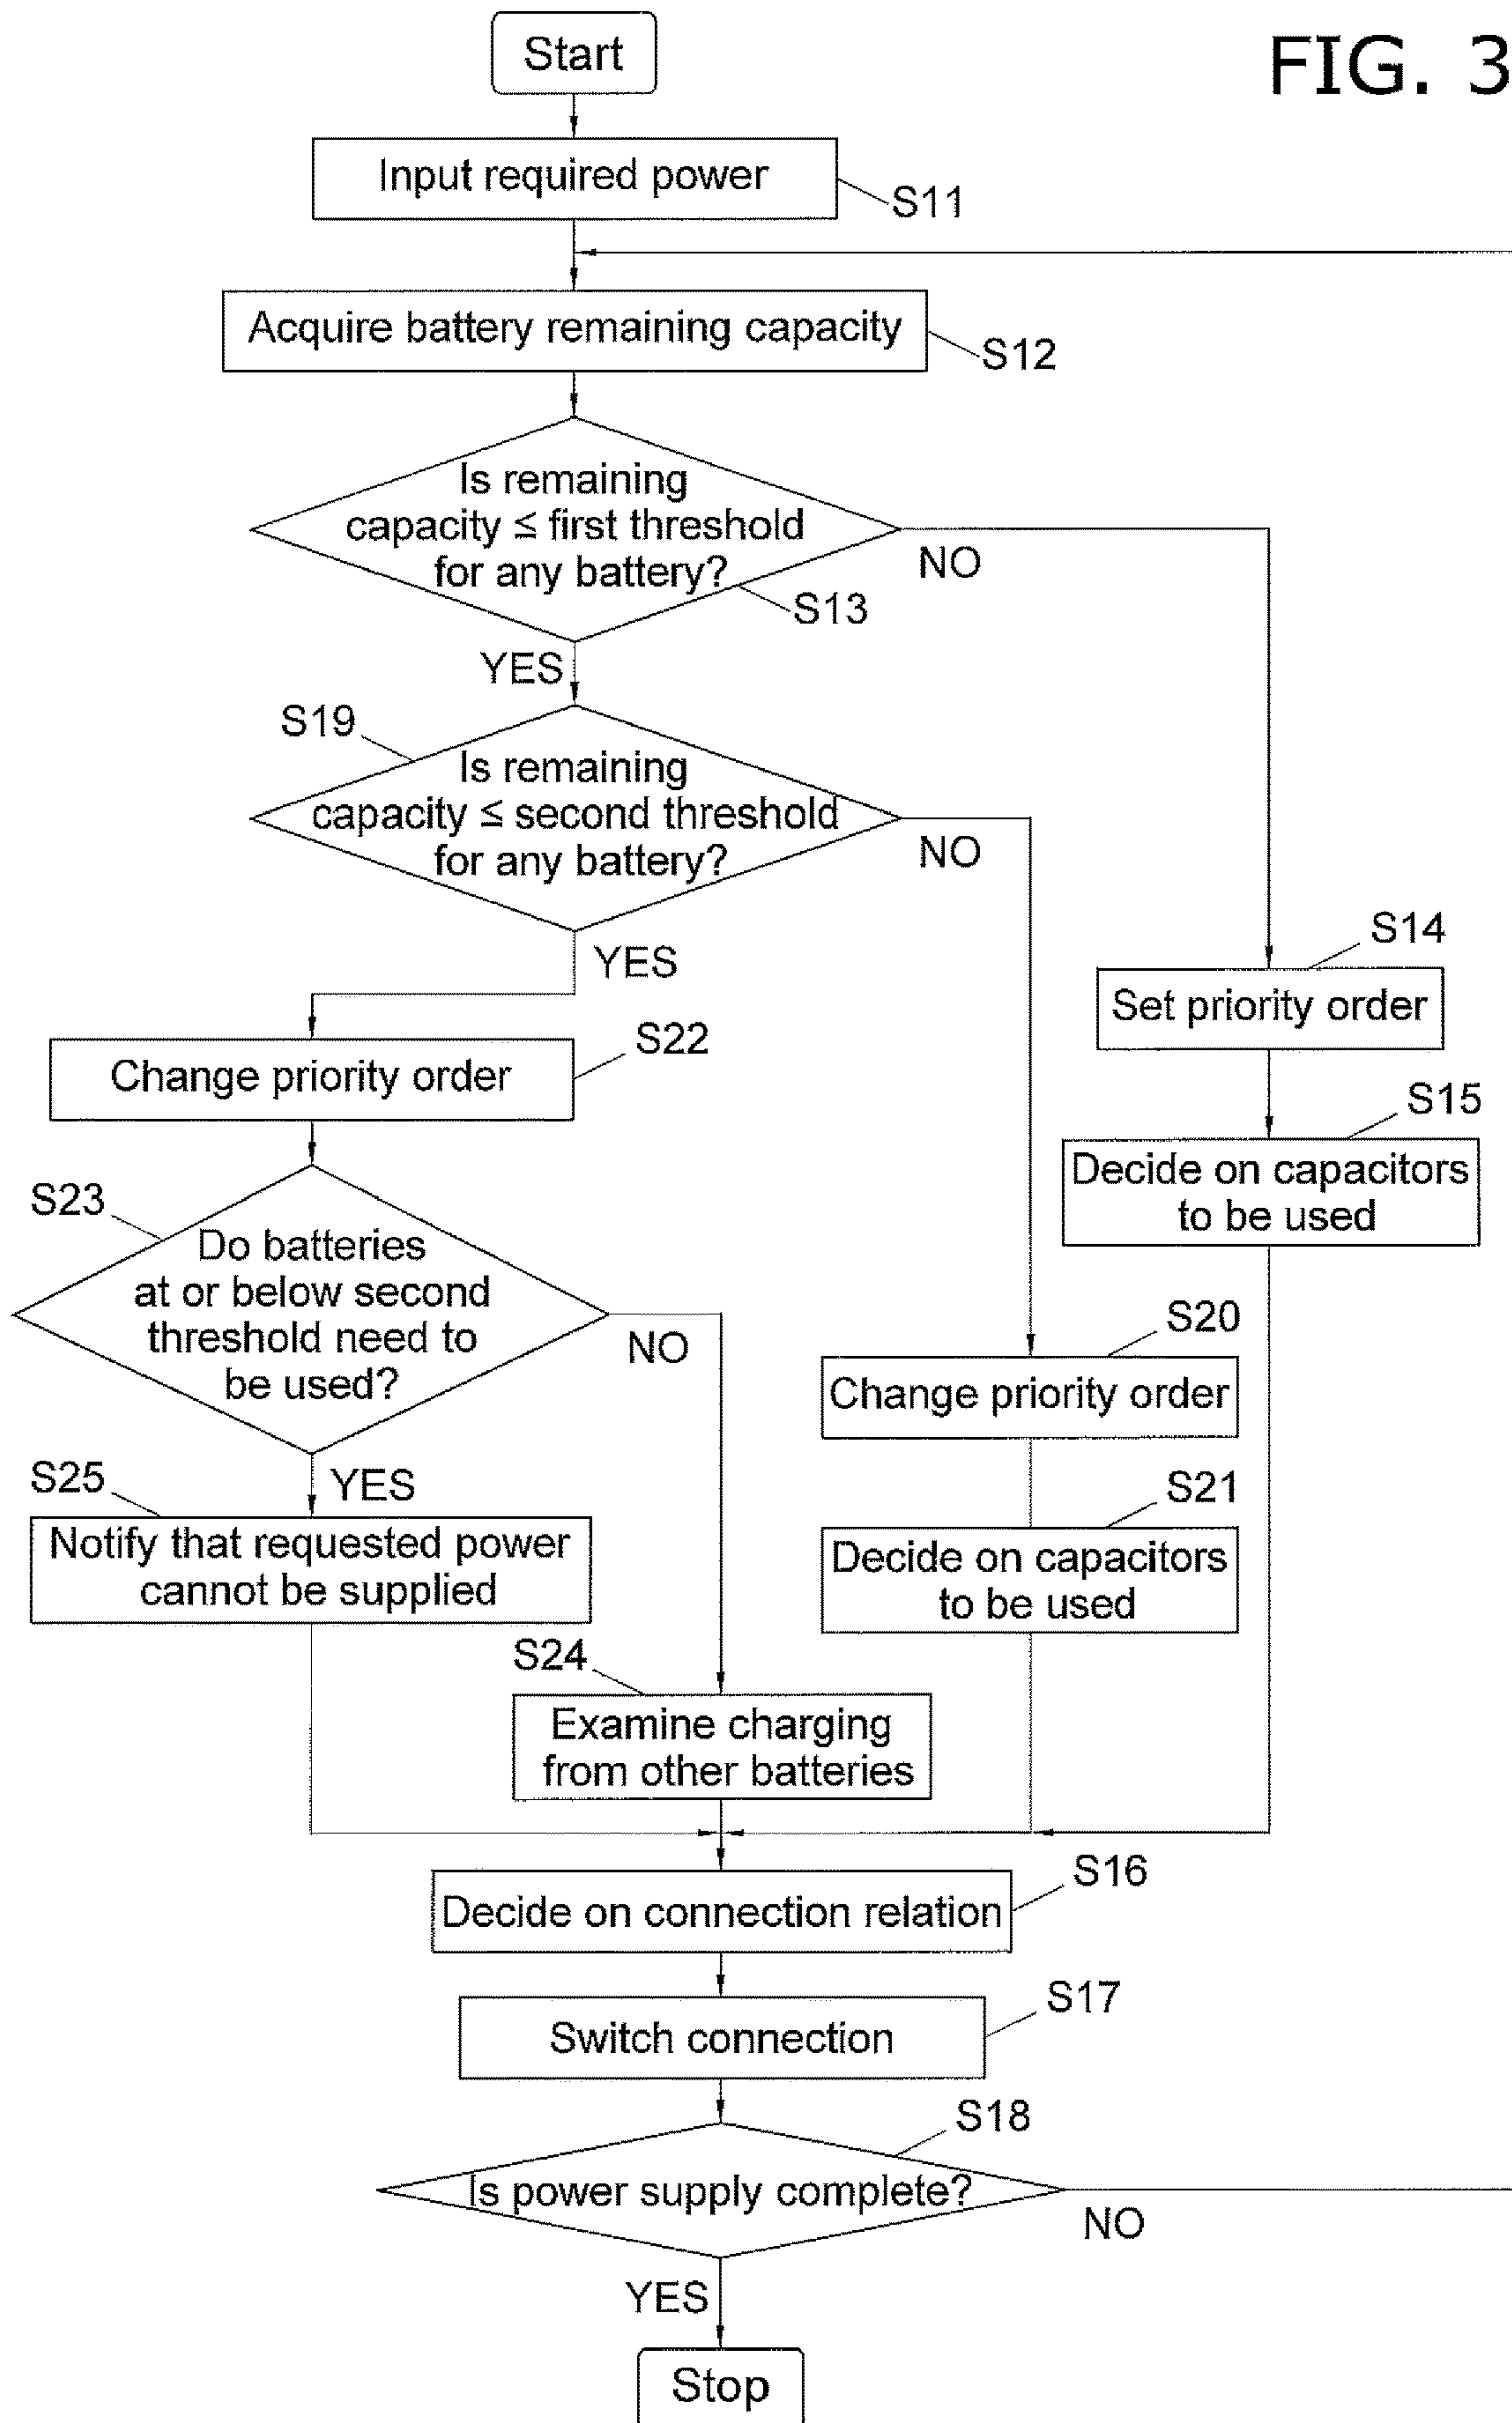 FIG. 3
Start
Input required power
S11
Acquire battery remaining capacity
S12
Is remaining
capacity ≤ first threshold
for any battery?
NO
S13
YES
S19
Is remaining
capacity ≤ second threshold
for any battery?
NO
YES
S14
Set priority order
S22
Change priority order
S15
Decide on capacitors
to be used
S23
Do batteries
at or below second
threshold need to
be used?
NO
S20
Change priority order
YES
S25
Notify that requested power
cannot be supplied
S21
Decide on capacitors
to be used
S24
Examine charging
from other batteries
S16
Decide on connection relation
S17
Switch connection
S18
Is power supply complete?
NO
YES
Stop